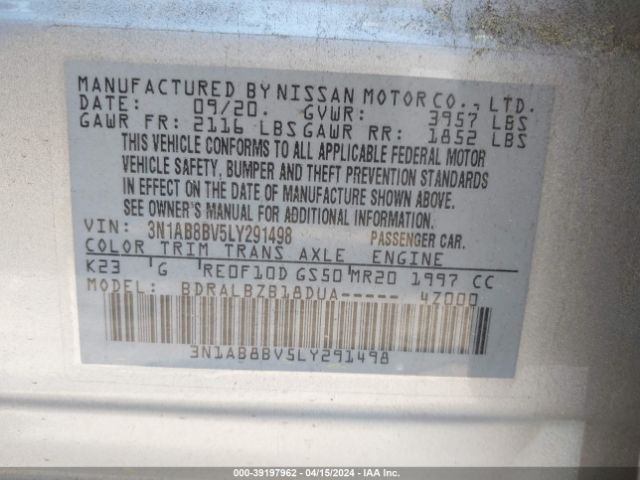 MANUFACTURED BY NISSAN MOTOR CO., LTD.
DATE: 09/20. GVWR: 3957 LBS
GAWR FR: 2116 LBS GAWR RR: 1852 LBS
THIS VEHICLE CONFORMS TO ALL APPLICABLE FEDERAL MOTOR
VEHICLE SAFETY, BUMPER AND THEFT PREVENTION STANDARDS
IN EFFECT ON THE DATE OF MANUFACTURE SHOWN ABOVE.
SEE OWNER'S MANUAL FOR ADDITIONAL INFORMATION.
VIN: 3N1AB8BV5LY291498 PASSENGER CAR.
COLOR TRIM TRANS AXLE ENGINE
K23 G RE0F10D GS50 MR20 1997 CC
MODEL: BDRALBZB18DUA----- 4Z000
3N1AB8BV5LY291498
000-39197962 - 04/15/2024 - IAA Inc.